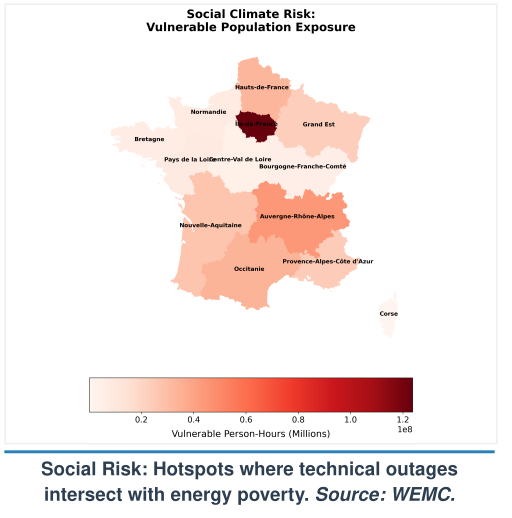 Social Climate Risk:
Vulnerable Population Exposure
Hauts-de-France
Normandie
Île-de-France
Grand Est
Bretagne
Pays de la Loire
Centre-Val de Loire
Bourgogne-Franche-Comté
Auvergne-Rhône-Alpes
Nouvelle-Aquitaine
Provence-Alpes-Côte d'Azur
Occitanie
Corse
0.2 0.4 0.6 0.8 1.0 1.2
1e8
Vulnerable Person-Hours (Millions)
Social Risk: Hotspots where technical outages
intersect with energy poverty. Source: WEMC.